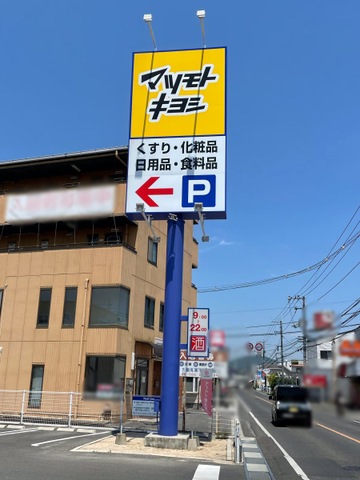 マツモト
キヨシ
くすり・化粧品
日用品・食料品
P
9:00
22:00
酒